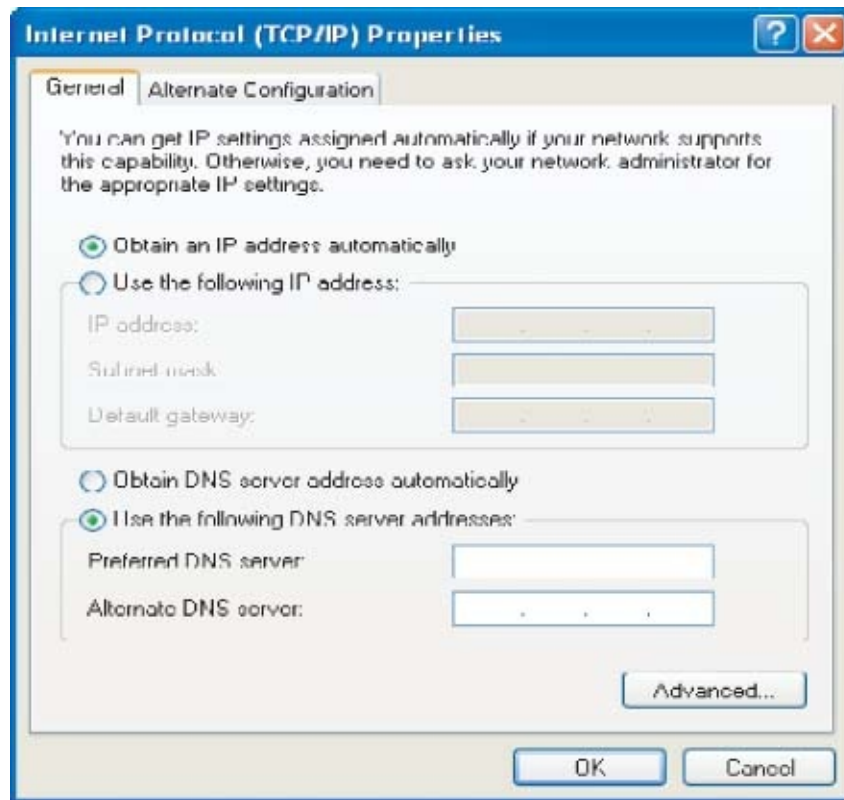 Internet Protocol (TCP/IP) Properties
General
Alternate Configuration
You can get IP settings assigned automatically if your network supports
this capability. Otherwise, you need to ask your network administrator for
the appropriate IP settings.
Obtain an IP address automatically
Use the following IP address:
IP address:
Subnet mask
Default gateway:
Obtain DNS server address automatically
Use the following DNS server addresses:
Preferred DNS server:
Alternate DNS server:
Advanced...
OK
Cancel